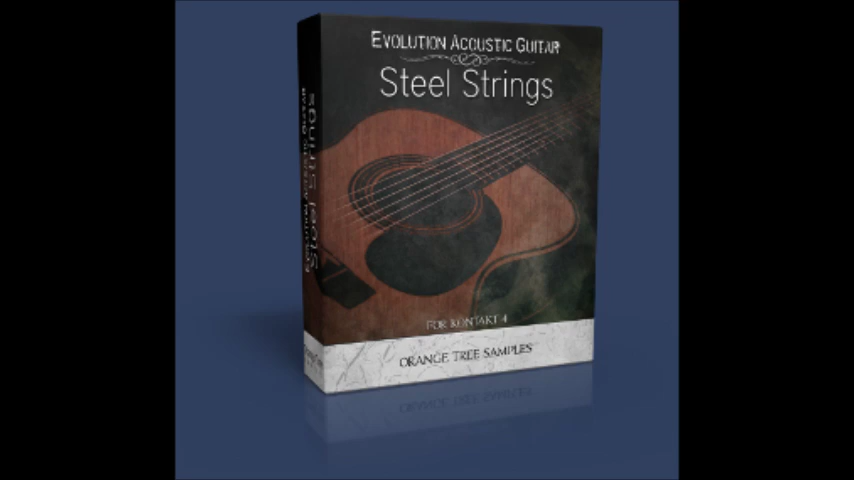 Evolution Acoustic Guitar
Steel Strings
FOR KONTAKT 4
ORANGE TREE SAMPLES
Evolution Acoustic Guitar
Steel Strings